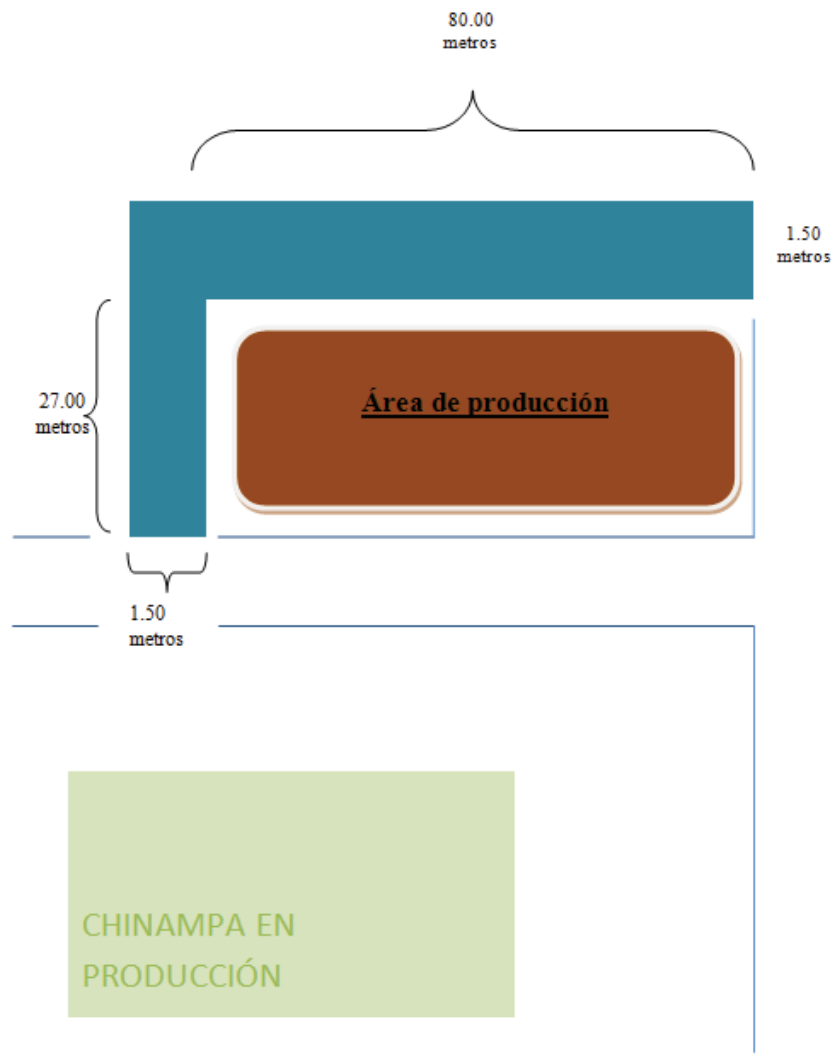 80.00
metros
1.50
metros
27.00
metros
Área de producción
1.50
metros
CHINAMPA EN
PRODUCCIÓN